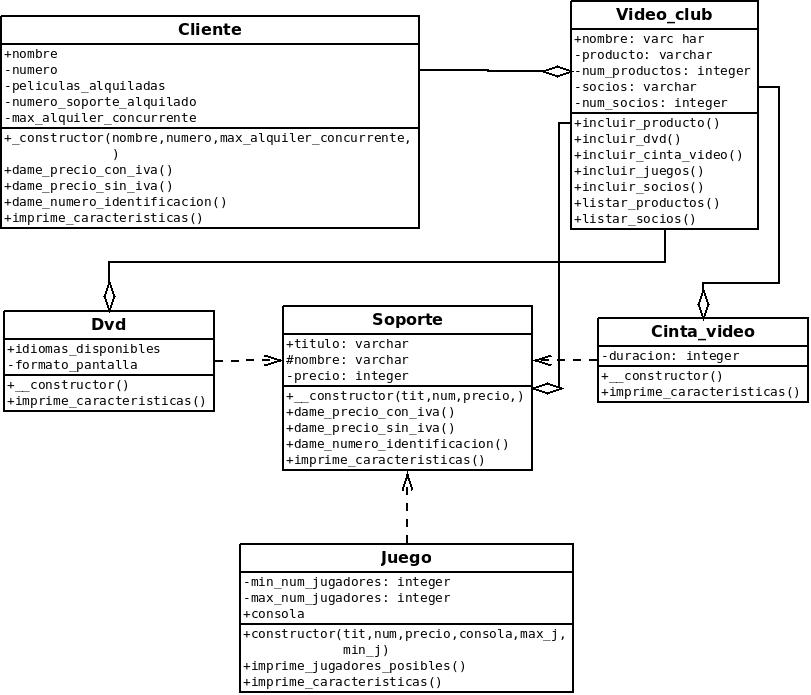 Cliente
+nombre
-numero
-peliculas_alquiladas
-numero_soporte_alquilado
-max_alquiler_concurrente
+_constructor(nombre,numero,max_alquiler_concurrente,
)
+dame_precio_con_iva()
+dame_precio_sin_iva()
+dame_numero_identificacion()
+imprime_caracteristicas()
Video_club
+nombre: varc har
-producto: varchar
-num_productos: integer
-socios: varchar
-num_socios: integer
+incluir_producto()
+incluir_dvd()
+incluir_cinta_video()
+incluir_juegos()
+incluir_socios()
+listar_productos()
+listar_socios()
Dvd
+idiomas_disponibles
-formato_pantalla
+__constructor()
+imprime_caracteristicas()
Soporte
+titulo: varchar
#nombre: varchar
-precio: integer
+__constructor(tit,num,precio,)
+dame_precio_con_iva()
+dame_precio_sin_iva()
+dame_numero_identificacion()
+imprime_caracteristicas()
Cinta_video
-duracion: integer
+__constructor()
+imprime_caracteristicas()
Juego
-min_num_jugadores: integer
-max_num_jugadores: integer
+consola
+constructor(tit,num,precio,consola,max_j,
min_j)
+imprime_jugadores_posibles()
+imprime_caracteristicas()